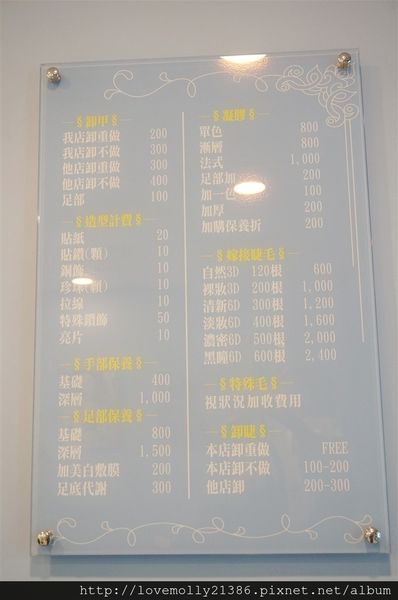 §卸甲§
我店卸重做 200
我店卸不做 300
他店卸重做 300
他店卸不做 400
足部 100
§造型計費§
貼紙 20
貼鑽(顆) 10
飾 10
珍珠(顆) 10
拉線 10
特殊鑽飾 50
亮片 10
§手部保養§
基礎 400
深層 1,000
§足部保養§
基礎 800
深層 1,500
加美白敷膜 200
足底代謝 300
§凝膠§
單色 800
漸層 800
法式 1,000
足部加 200
加一色 100
加厚 200
加購保養折 200
§嫁接睫毛§
自然3D 120根 600
裸妝3D 200根 1,000
清新6D 300根 1,200
淡妝6D 400根 1,600
濃密6D 500根 2,000
黑瞳6D 600根 2,400
§特殊毛§
視狀況加收費用
§卸睫§
本店卸重做 FREE
本店卸不做 100-200
他店卸 200-300
http://lovemolly21386.pixnet.net/album